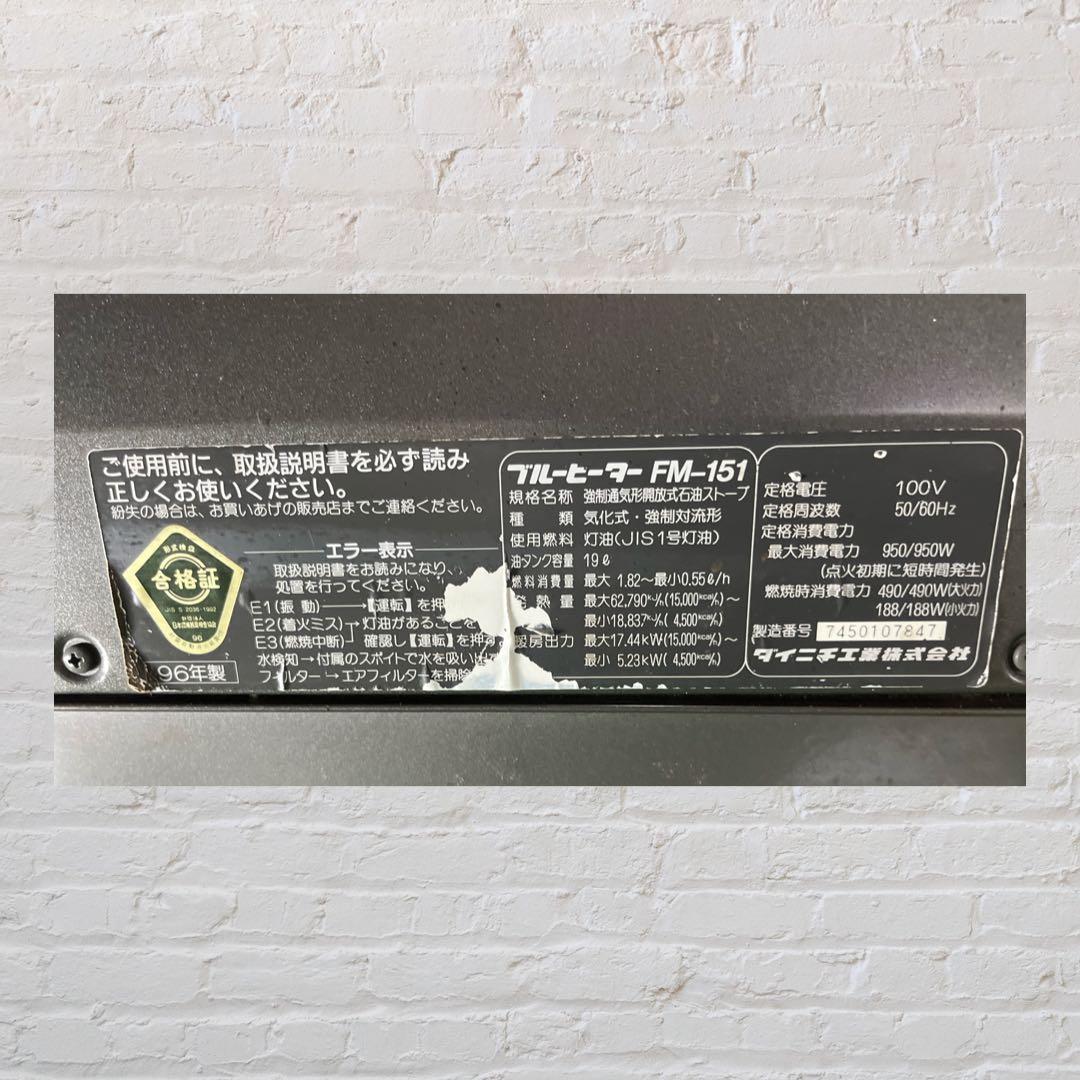 ご使用前に、取扱説明書を必ず読み
正しくお使いください。
紛失の場合は、お買いあげの販売店までご連絡ください。
型式検査
合格証
JIS S 2036-1992
96
96年製
エラー表示
取扱説明書をお読みになり、
処置を行ってください。
E1(振 動)→【運転】を押
E2(着火ミス)→灯油があることを
E3(燃焼中断) 確認し【運転】を押す
水検知→付属のスポイトで水を吸い
フィルター→エアフィルターを掃除
ブルーヒーター FM-151
規格名称 強制通気形開放式石油ストーブ
種 類 気化式・強制対流形
使用燃料 灯油(JIS1号灯油)
油タンク容量 19ℓ
燃料消費量 最大 1.82〜最小0.55ℓ/h
発熱量 最大62,790kJ/h(15,000kcal/h)〜
最小18,837kJ/h(4,500kcal/h)
暖房出力 最大17.44kW(15,000kcal/h)〜
最小 5.23kW(4,500kcal/h)
定格電圧 100V
定格周波数 50/60Hz
定格消費電力
最大消費電力 950/950W
(点火初期に短時間発生)
燃焼時消費電力 490/490W(大火力)
188/188W(小火力)
製造番号 7450107847
ダイニチ工業株式会社